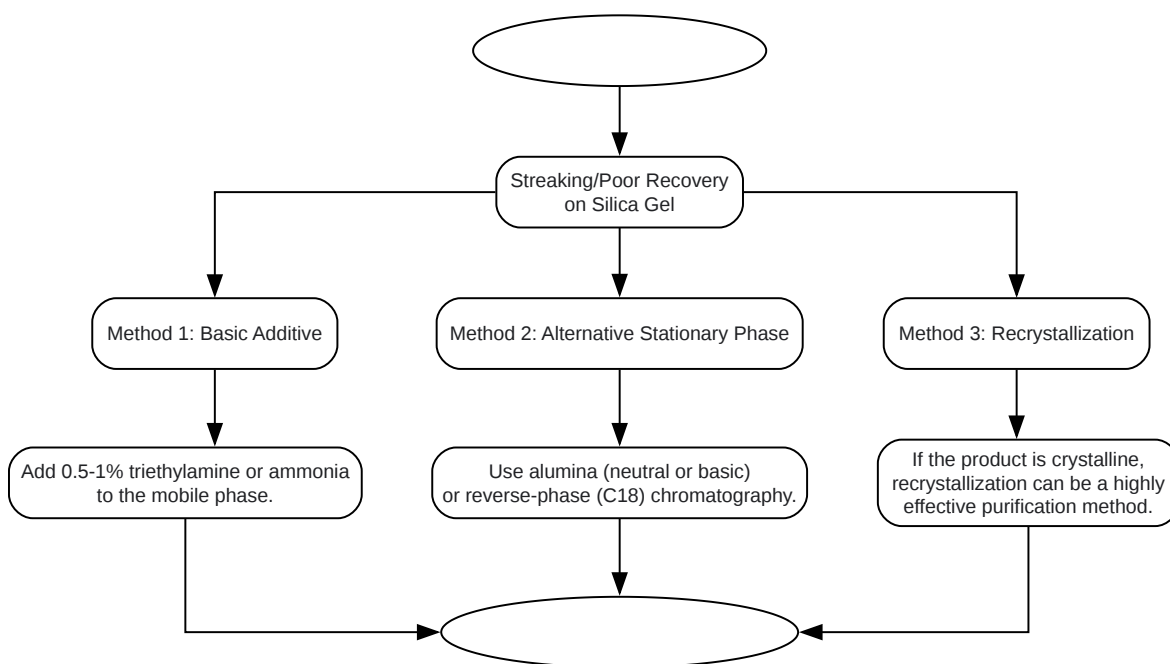 Streaking/Poor Recovery
on Silica Gel
Method 1: Basic Additive
Method 2: Alternative Stationary Phase
Method 3: Recrystallization
Add 0.5-1% triethylamine or ammonia
to the mobile phase.
Use alumina (neutral or basic)
or reverse-phase (C18) chromatography.
If the product is crystalline,
recrystallization can be a highly
effective purification method.